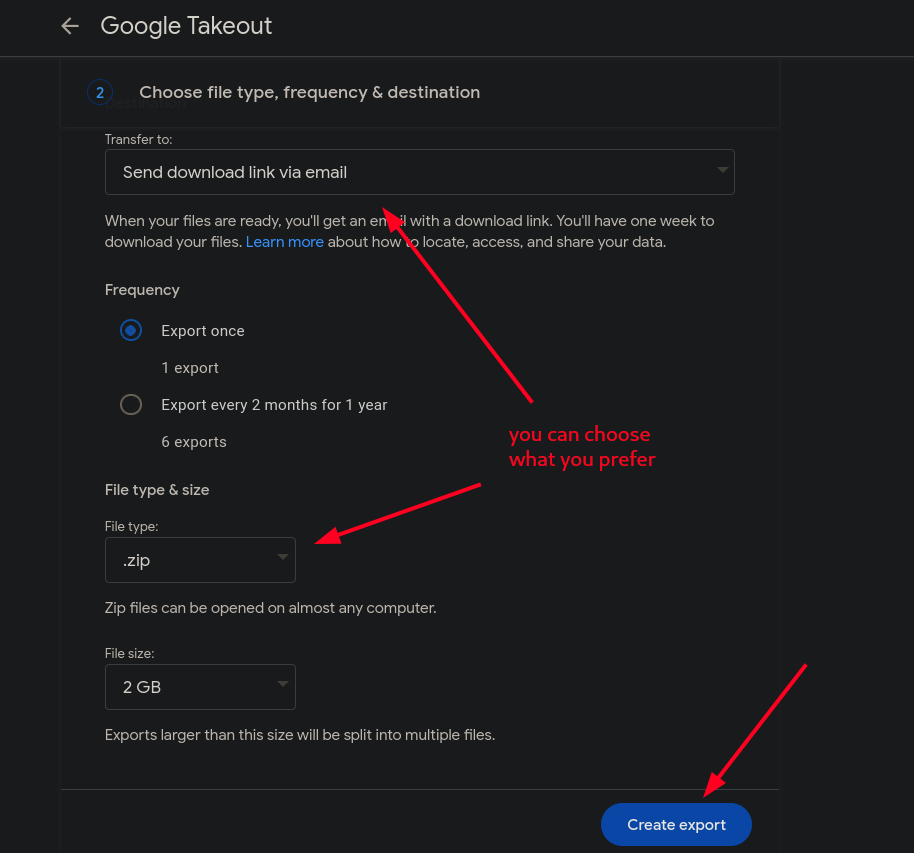 Google Takeout
2 Choose file type, frequency & destination
Destination
Transfer to:
Send download link via email
When your files are ready, you'll get an email with a download link. You'll have one week to
download your files. Learn more about how to locate, access, and share your data.
Frequency
Export once
1 export
Export every 2 months for 1 year
6 exports
you can choose
what you prefer
File type & size
File type:
.zip
Zip files can be opened on almost any computer.
File size:
2 GB
Exports larger than this size will be split into multiple files.
Create export